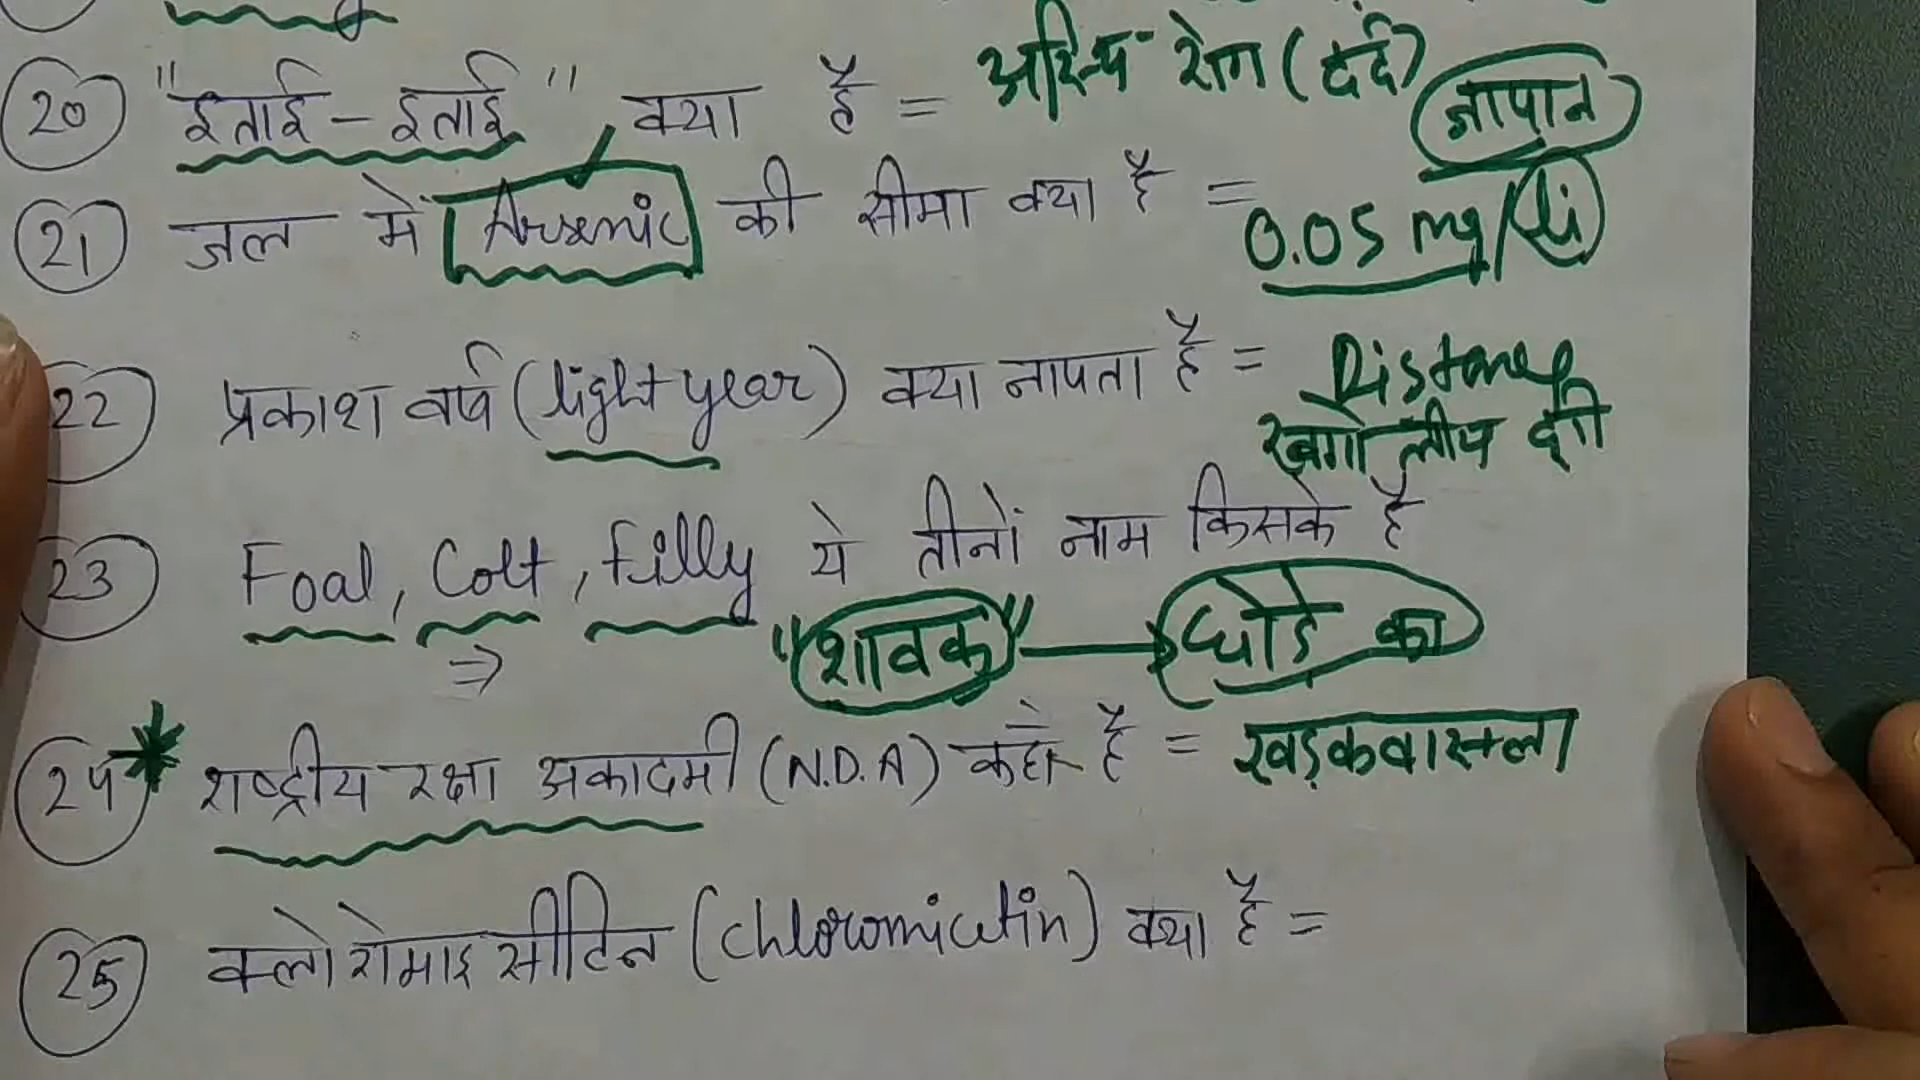 20 "इताई-इताई" क्या है = अस्थि रोग (दर्द) जापान
21 जल में Arsenic की सीमा क्या है = 0.05 mg/li
22 प्रकाश वर्ष (light year) क्या नापता है = Distance
खगोलीय दूरी
23 Foal, Colt, filly ये तीनों नाम किसके है
⇒ "शावक" → घोड़े का
24 राष्ट्रीय रक्षा अकादमी (N.D.A) कहाँ है = खड़कवासला
25 क्लोरोमाइसीटिन (chloromicetin) क्या है =